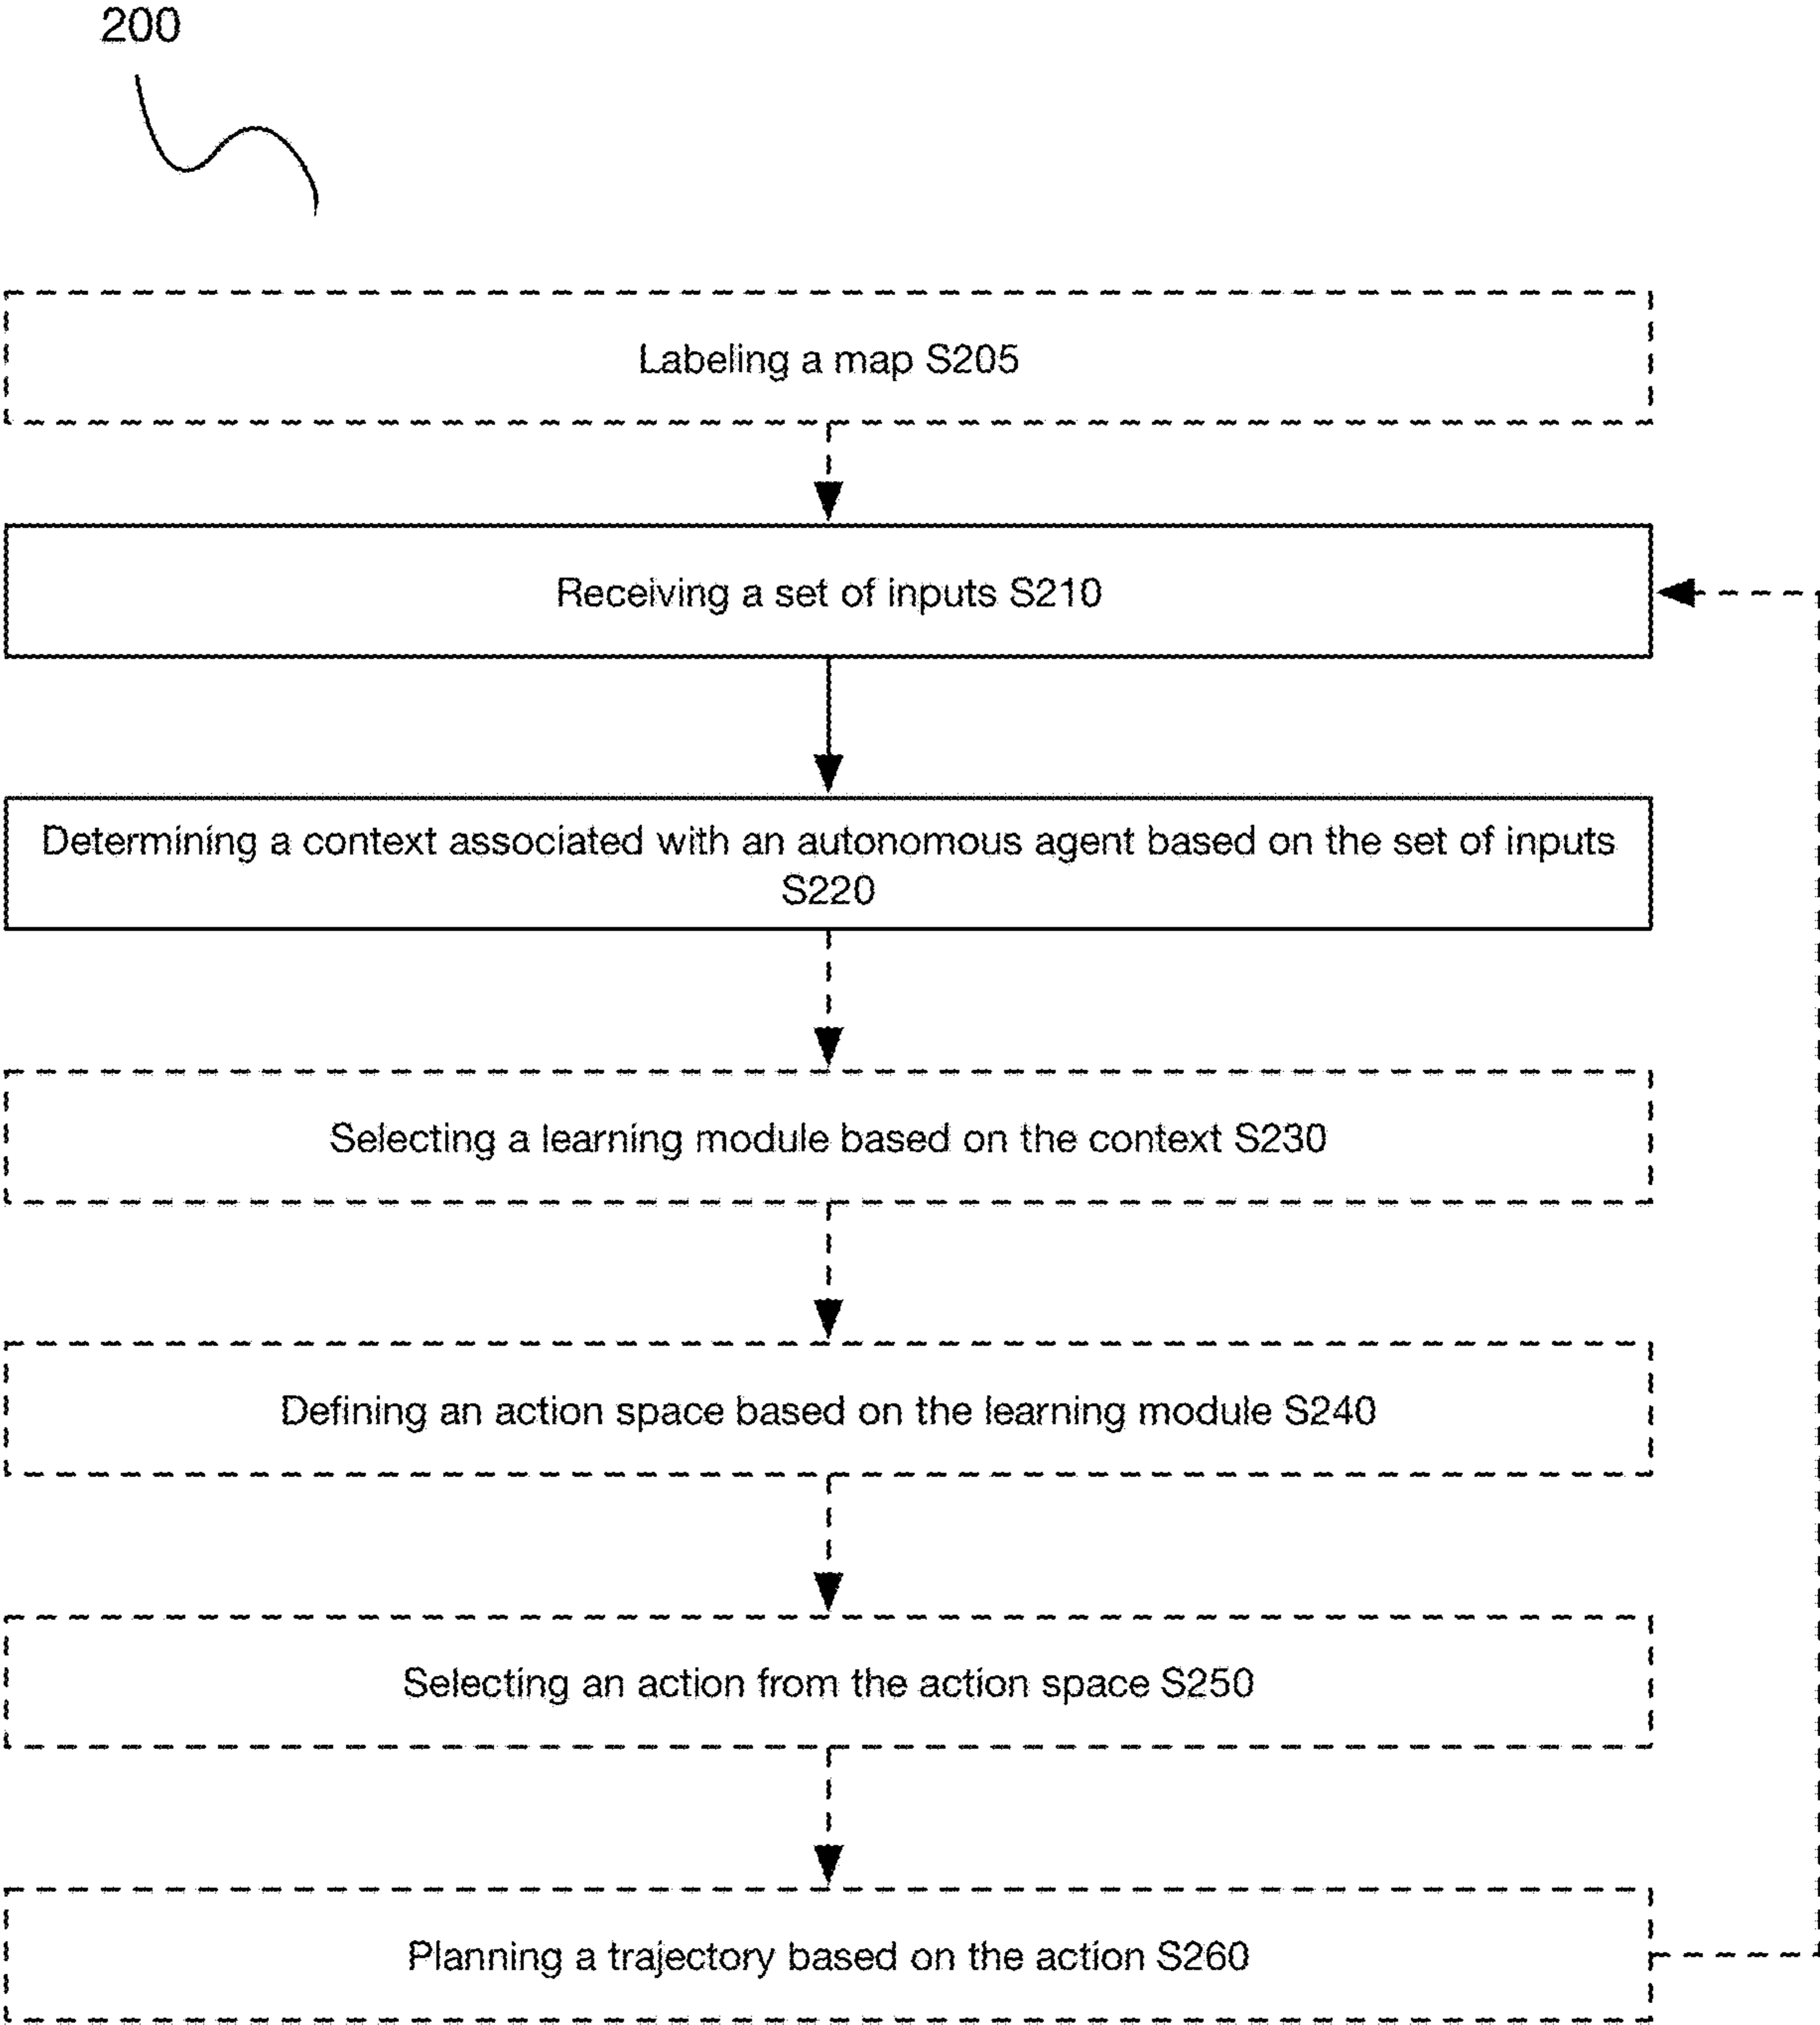 200
Labeling a map S205
Receiving a set of inputs S210
Determining a context associated with an autonomous agent based on the set of inputs
S220
Selecting a learning module based on the context S230
Defining an action space based on the learning module S240
Selecting an action from the action space S250
Planning a trajectory based on the action S260